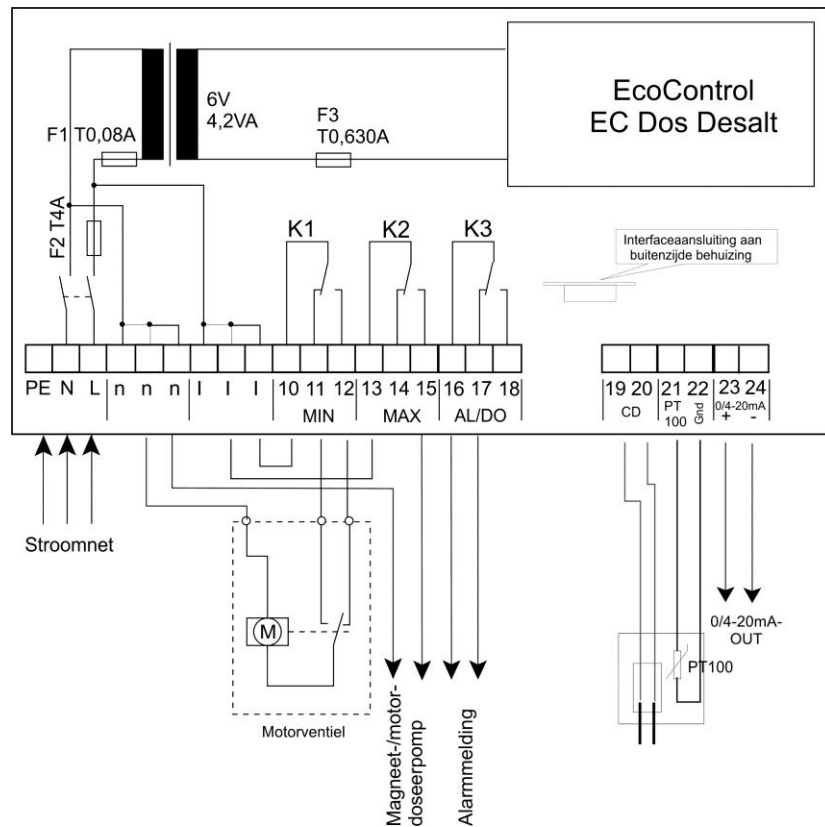 EcoControl
EC Dos Desalt
6V
4,2VA
F1 T0,08A
F3
T0,630A
F2 T4A
K1
K2
K3
Interfaceaansluiting aan
buitenzijde behuizing
PE N L n n n l l l 10 11 12 13 14 15 16 17 18 19 20 21 22 23 24
MIN MAX AL/DO CD PT
100 Gnd 0/4-20mA
+ -
Stroomnet
M
Motorventiel
Magneet-/motor-
doseerpomp
Alarmmelding
PT100
0/4-20mA-
OUT